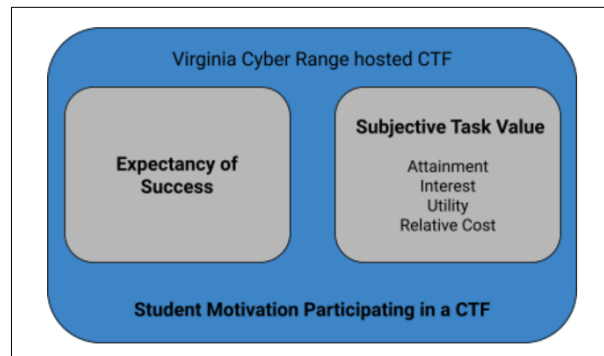 Virginia Cyber Range hosted CTF
Expectancy of
Success
Subjective Task Value
Attainment
Interest
Utility
Relative Cost
Student Motivation Participating in a CTF